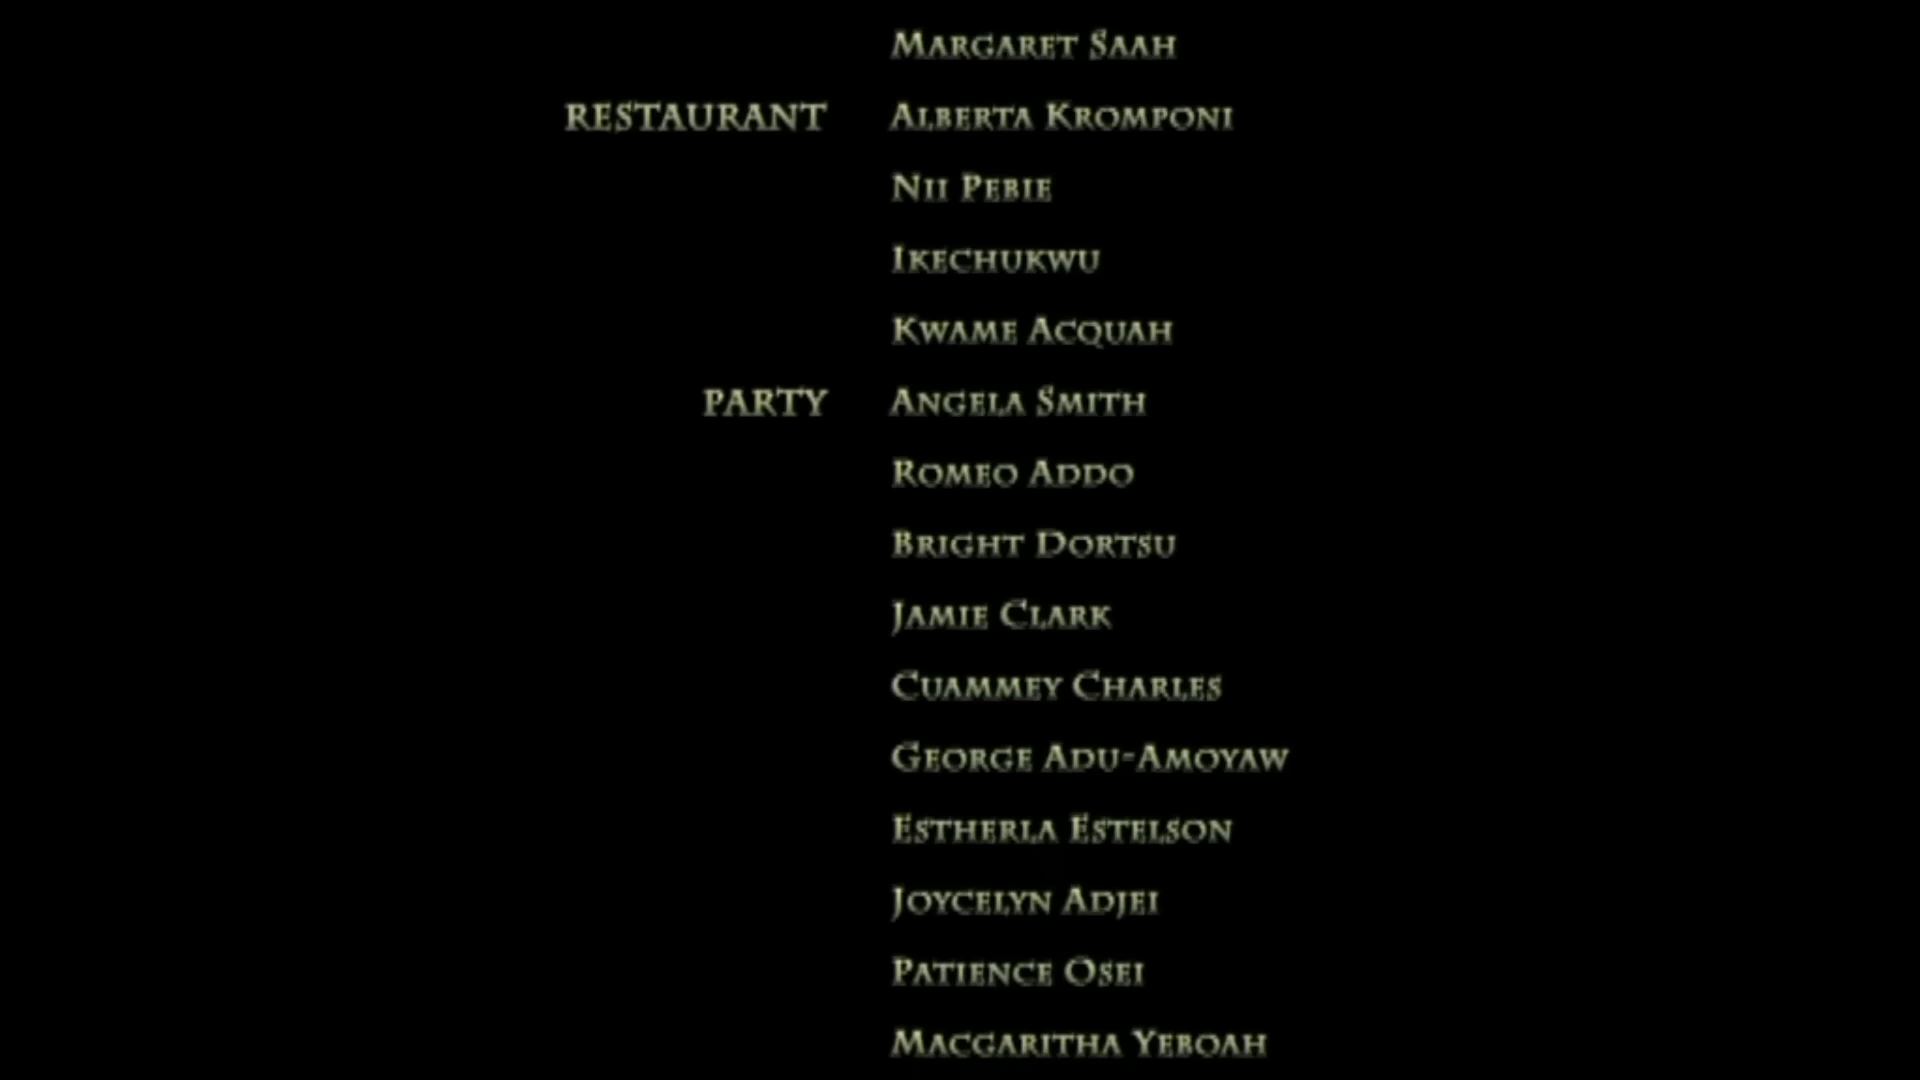 Margaret Saah
RESTAURANT Alberta Kromponi
Nii Pebie
Ikechukwu
Kwame Acquah
PARTY Angela Smith
Romeo Addo
Bright Dortsu
Jamie Clark
Cuammey Charles
George Adu-Amoyaw
Estherla Estelson
Joycelyn Adjei
Patience Osei
Macgaritha Yeboah